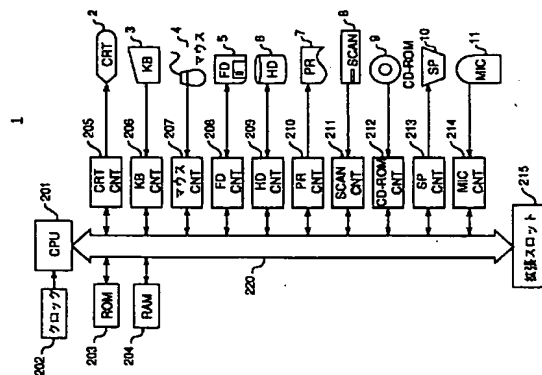 1
201
CPU
202
クロック
203
ROM
204
RAM
205
CRT
CNT
2
CRT
206
KB
CNT
3
KB
207
マウス
CNT
4
マウス
208
FD
CNT
5
FD
209
HD
CNT
6
HD
210
PR
CNT
7
PR
211
SCAN
CNT
8
SCAN
212
CD-ROM
CNT
9
CD-ROM
213
SP
CNT
10
SP
214
MIC
CNT
11
MIC
220
215
拡張スロット